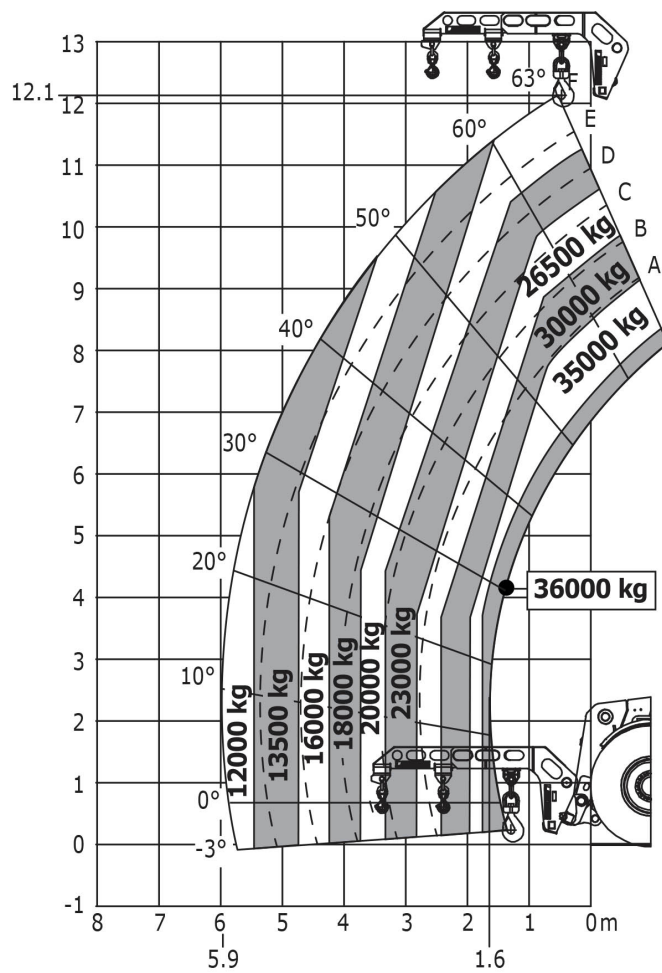 13
12.1
12
11
10
9
8
7
6
5
4
3
2
1
0
-1
63°
60°
50°
40°
30°
20°
10°
0°
-3°
F
E
D
C
B
A
26500 kg
30000 kg
35000 kg
36000 kg
12000 kg
13500 kg
16000 kg
18000 kg
20000 kg
23000 kg
8 7 6 5 4 3 2 1 0m
5.9 1.6